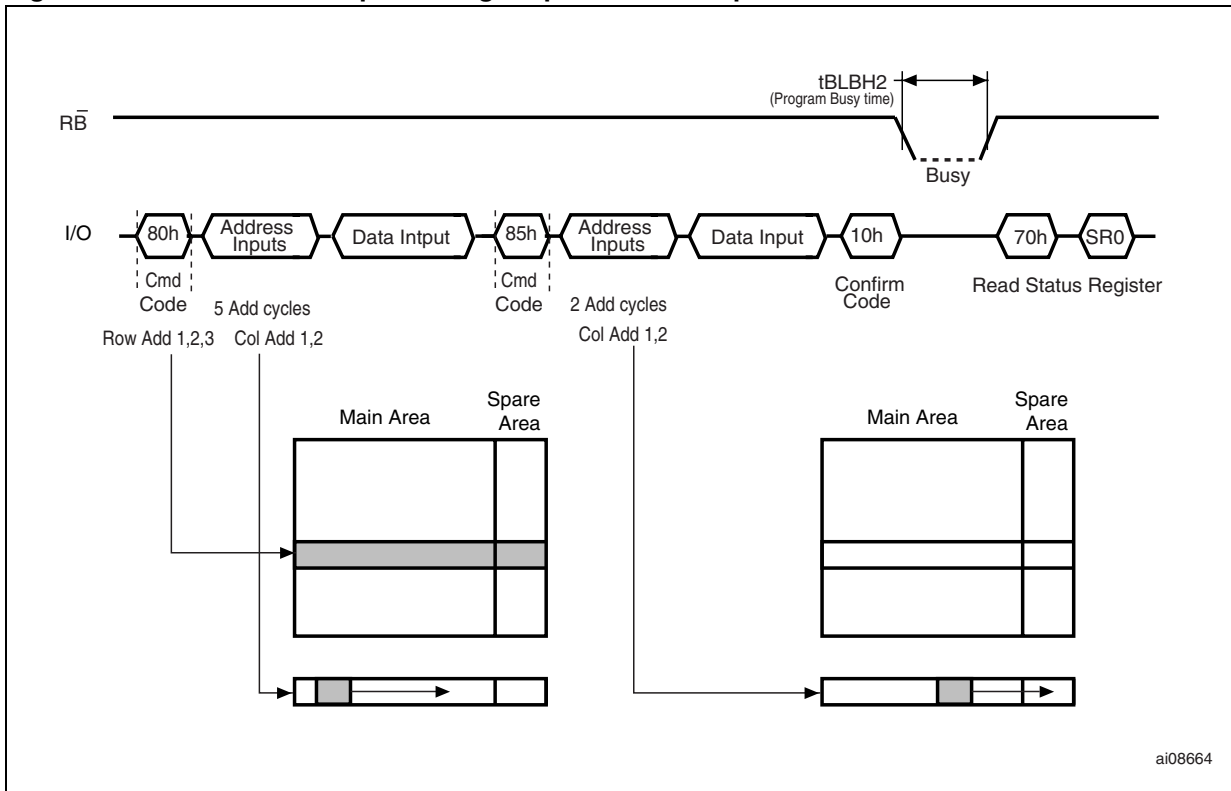 tBLBH2
(Program Busy time)
RB̅
Busy
I/O
80h
Address
Inputs
Data Intput
85h
Address
Inputs
Data Input
10h
70h
SR0
Cmd
Code
Cmd
Code
Confirm
Code
Read Status Register
5 Add cycles
2 Add cycles
Row Add 1,2,3
Col Add 1,2
Col Add 1,2
Main Area
Spare
Area
Main Area
Spare
Area
ai08664